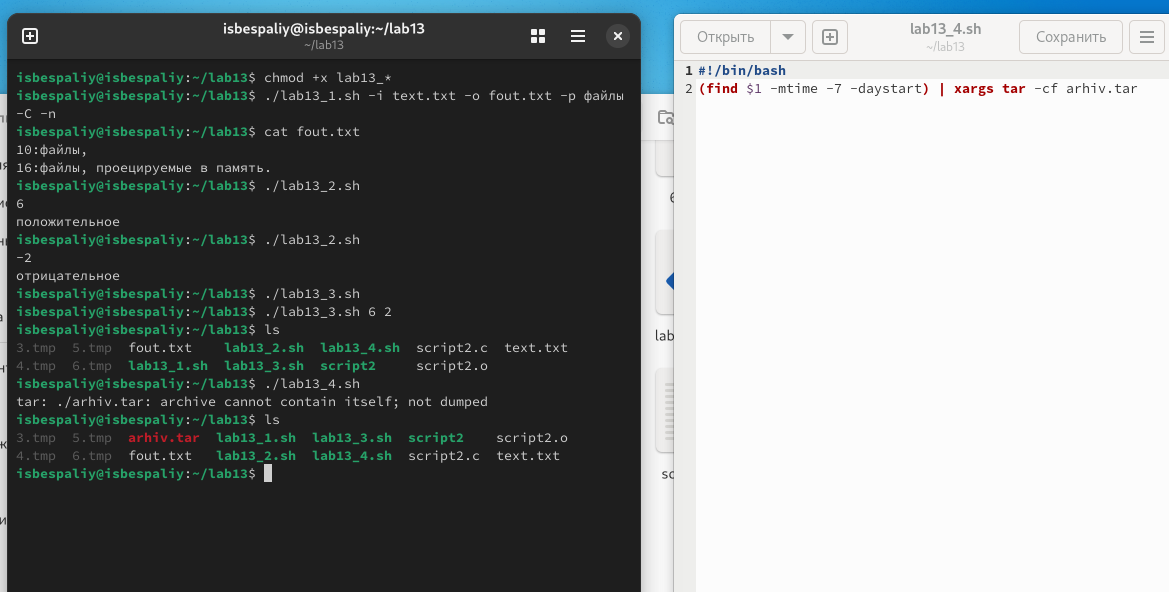 isbespaliy@isbespaliy:~/lab13
~/lab13
isbespaliy@isbespaliy:~/lab13$ chmod +x lab13_*
isbespaliy@isbespaliy:~/lab13$ ./lab13_1.sh -i text.txt -o fout.txt -p файлы
-C -n
isbespaliy@isbespaliy:~/lab13$ cat fout.txt
10:файлы,
16:файлы, проецируемые в память.
isbespaliy@isbespaliy:~/lab13$ ./lab13_2.sh
6
положительное
isbespaliy@isbespaliy:~/lab13$ ./lab13_2.sh
-2
отрицательное
isbespaliy@isbespaliy:~/lab13$ ./lab13_3.sh
isbespaliy@isbespaliy:~/lab13$ ./lab13_3.sh 6 2
isbespaliy@isbespaliy:~/lab13$ ls
3.tmp 5.tmp fout.txt lab13_2.sh lab13_4.sh script2.c text.txt
4.tmp 6.tmp lab13_1.sh lab13_3.sh script2 script2.o
isbespaliy@isbespaliy:~/lab13$ ./lab13_4.sh
tar: ./arhiv.tar: archive cannot contain itself; not dumped
isbespaliy@isbespaliy:~/lab13$ ls
3.tmp 5.tmp arhiv.tar lab13_1.sh lab13_3.sh script2 script2.o
4.tmp 6.tmp fout.txt lab13_2.sh lab13_4.sh script2.c text.txt
isbespaliy@isbespaliy:~/lab13$
Открыть
lab13_4.sh
~/lab13
Сохранить
1 #!/bin/bash
2 (find $1 -mtime -7 -daystart) | xargs tar -cf arhiv.tar
lab